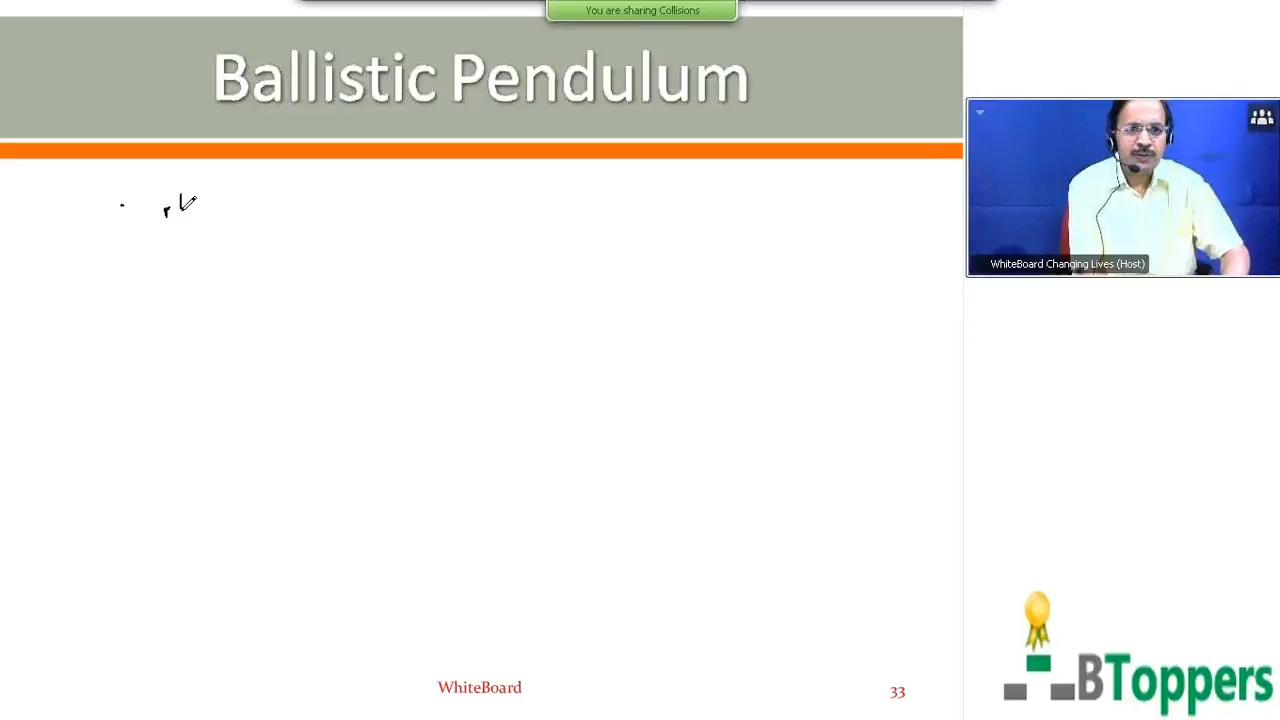 You are sharing Collisions
Ballistic Pendulum
WhiteBoard Changing Lives (Host)
WhiteBoard
33
BToppers